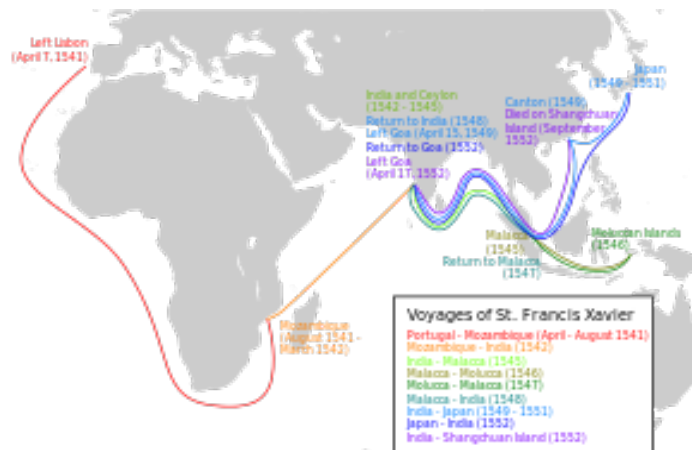 Left Lisbon
(April 7, 1541)
Japan
(1549 - 1551)
India and Ceylon
(1542 - 1545)
Return to India (1548)
Left Goa (April 15, 1549)
Return to Goa (1552)
Left Goa
(April 17, 1552)
Canton (1549)
Died on Shangchuan
Island (September
1552)
Malacca
(1545)
Return to Malacca
(1547)
Moluccan Islands
(1546)
Mozambique
(August 1541 -
March 1542)
Voyages of St. Francis Xavier
Portugal - Mozambique (April - August 1541)
Mozambique - India (1542)
India - Malacca (1545)
Malacca - Molucca (1546)
Molucca - Malacca (1547)
Malacca - India (1548)
India - Japan (1549 - 1551)
Japan - India (1552)
India - Shangchuan Island (1552)